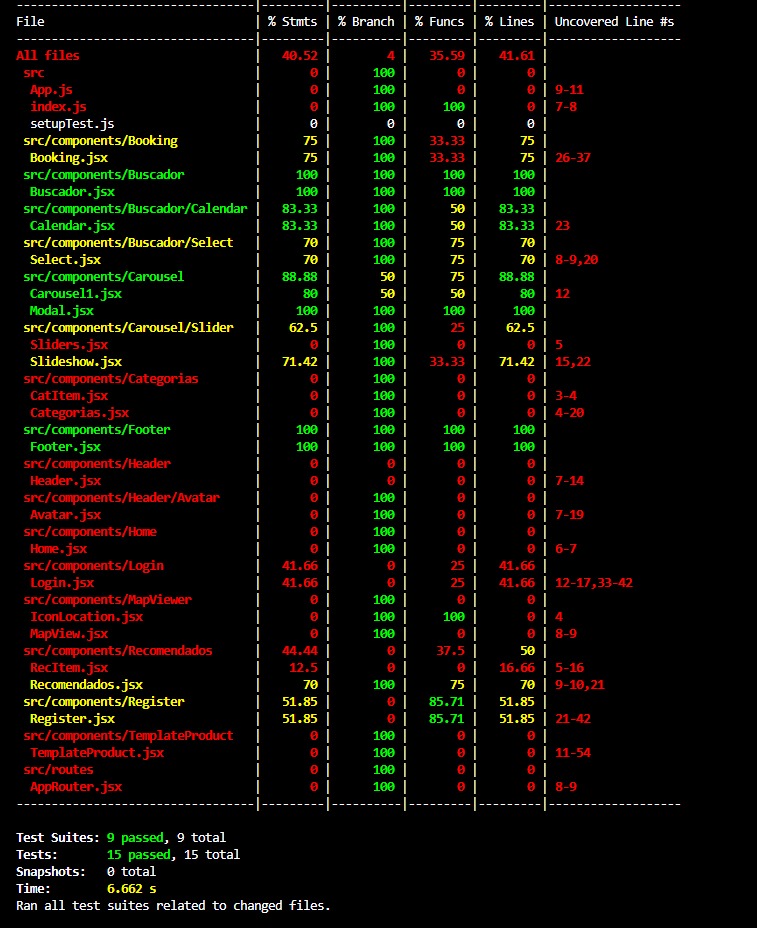 -----------------------------------|---------|----------|---------|---------|-------------------
File                               | % Stmts | % Branch | % Funcs | % Lines | Uncovered Line #s
-----------------------------------|---------|----------|---------|---------|-------------------
All files                          |   40.52 |        4 |   35.59 |   41.61 |
 src                               |       0 |      100 |       0 |       0 |
  App.js                           |       0 |      100 |       0 |       0 | 9-11
  index.js                         |       0 |      100 |     100 |       0 | 7-8
  setupTest.js                     |       0 |        0 |       0 |       0 |
 src/components/Booking            |      75 |      100 |   33.33 |      75 |
  Booking.jsx                      |      75 |      100 |   33.33 |      75 | 26-37
 src/components/Buscador           |     100 |      100 |     100 |     100 |
  Buscador.jsx                     |     100 |      100 |     100 |     100 |
 src/components/Buscador/Calendar  |   83.33 |      100 |      50 |   83.33 |
  Calendar.jsx                     |   83.33 |      100 |      50 |   83.33 | 23
 src/components/Buscador/Select    |      70 |      100 |      75 |      70 |
  Select.jsx                       |      70 |      100 |      75 |      70 | 8-9,20
 src/components/Carousel           |   88.88 |       50 |      75 |   88.88 |
  Carousel1.jsx                    |      80 |       50 |      50 |      80 | 12
  Modal.jsx                        |     100 |      100 |     100 |     100 |
 src/components/Carousel/Slider    |    62.5 |      100 |      25 |    62.5 |
  Sliders.jsx                      |       0 |      100 |       0 |       0 | 5
  Slideshow.jsx                    |   71.42 |      100 |   33.33 |   71.42 | 15,22
 src/components/Categorias         |       0 |      100 |       0 |       0 |
  CatItem.jsx                      |       0 |      100 |       0 |       0 | 3-4
  Categorias.jsx                   |       0 |      100 |       0 |       0 | 4-20
 src/components/Footer             |     100 |      100 |     100 |     100 |
  Footer.jsx                       |     100 |      100 |     100 |     100 |
 src/components/Header             |       0 |        0 |       0 |       0 |
  Header.jsx                       |       0 |        0 |       0 |       0 | 7-14
 src/components/Header/Avatar      |       0 |      100 |       0 |       0 |
  Avatar.jsx                       |       0 |      100 |       0 |       0 | 7-19
 src/components/Home               |       0 |      100 |       0 |       0 |
  Home.jsx                         |       0 |      100 |       0 |       0 | 6-7
 src/components/Login              |   41.66 |        0 |      25 |   41.66 |
  Login.jsx                        |   41.66 |        0 |      25 |   41.66 | 12-17,33-42
 src/components/MapViewer          |       0 |      100 |       0 |       0 |
  IconLocation.jsx                 |       0 |      100 |     100 |       0 | 4
  MapView.jsx                      |       0 |      100 |       0 |       0 | 8-9
 src/components/Recomendados       |   44.44 |        0 |    37.5 |      50 |
  RecItem.jsx                      |    12.5 |        0 |       0 |   16.66 | 5-16
  Recomendados.jsx                 |      70 |      100 |      75 |      70 | 9-10,21
 src/components/Register           |   51.85 |        0 |   85.71 |   51.85 |
  Register.jsx                     |   51.85 |        0 |   85.71 |   51.85 | 21-42
 src/components/TemplateProduct    |       0 |      100 |       0 |       0 |
  TemplateProduct.jsx              |       0 |      100 |       0 |       0 | 11-54
 src/routes                        |       0 |      100 |       0 |       0 |
  AppRouter.jsx                    |       0 |      100 |       0 |       0 | 8-9
-----------------------------------|---------|----------|---------|---------|-------------------
Test Suites: 9 passed, 9 total
Tests:       15 passed, 15 total
Snapshots:   0 total
Time:        6.662 s
Ran all test suites related to changed files.